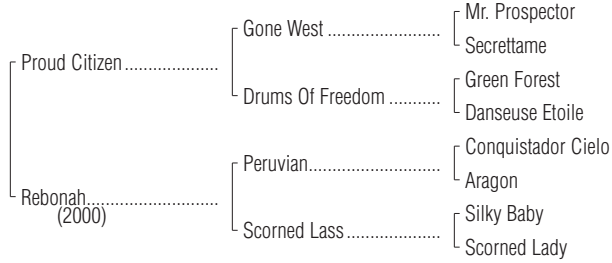 Mr. Prospector
Gone West ..................
Secrettame
Proud Citizen ...................
Green Forest
Drums Of Freedom ..........
Danseuse Etoile
Conquistador Cielo
Peruvian.....................
Aragon
Rebonah..........................
(2000)
Silky Baby
Scorned Lass ................
Scorned Lady